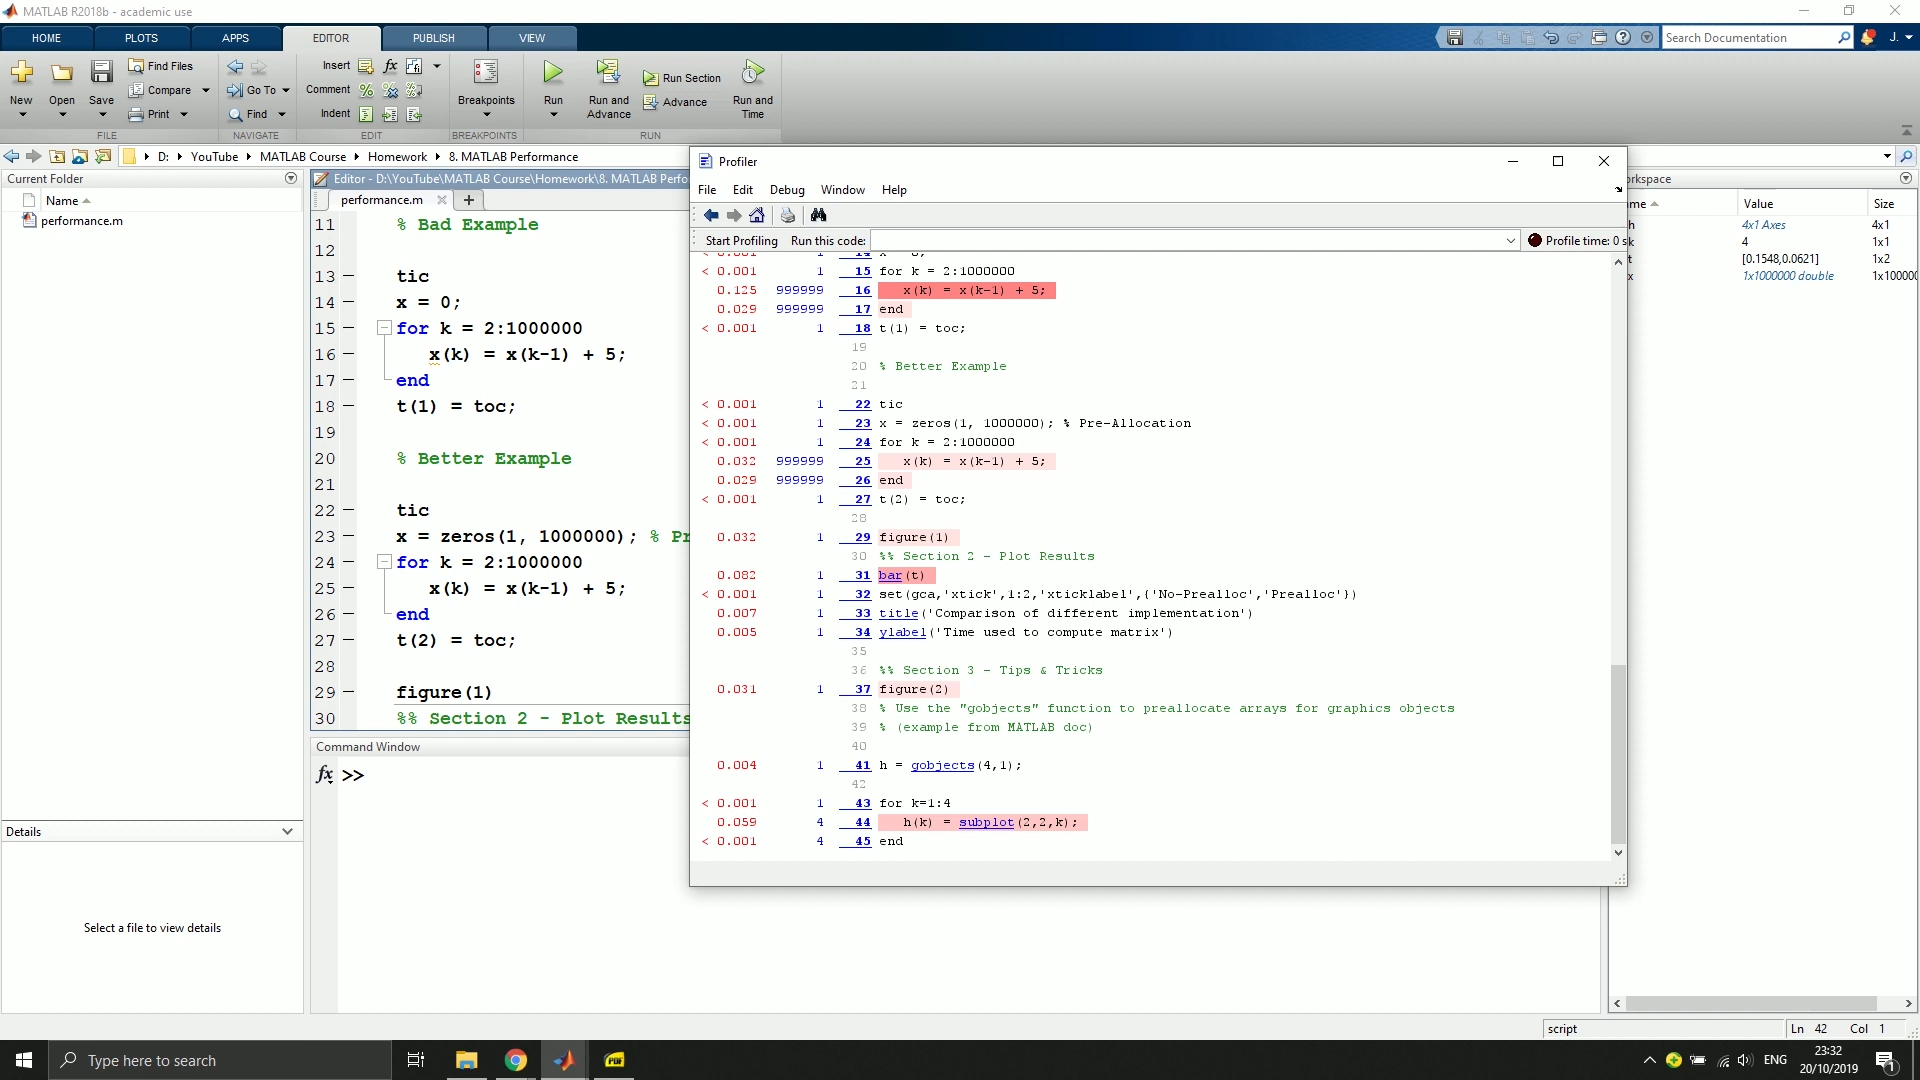 MATLAB R2018b - academic use
HOME PLOTS APPS EDITOR PUBLISH VIEW
Search Documentation J.
Find Files Insert fx Run Section
Compare Go To Comment Advance
Print Find Indent
New Open Save Breakpoints Run Run and Advance Run and Time
FILE NAVIGATE EDIT BREAKPOINTS RUN
D: YouTube MATLAB Course Homework 8. MATLAB Performance
Current Folder
Name
performance.m
Details
Select a file to view details
Editor - D:\YouTube\MATLAB Course\Homework\8. MATLAB Perfo
performance.m +
11 % Bad Example
12
13 – tic
14 – x = 0;
15 – for k = 2:1000000
16 – x(k) = x(k-1) + 5;
17 – end
18 – t(1) = toc;
19
20 % Better Example
21
22 – tic
23 – x = zeros(1, 1000000); % Pr
24 – for k = 2:1000000
25 – x(k) = x(k-1) + 5;
26 – end
27 – t(2) = toc;
28
29 – figure(1)
30 %% Section 2 - Plot Results
Command Window
fx >>
Profiler
File Edit Debug Window Help
Start Profiling Run this code: Profile time: 0 s
< 0.001 1 14 x = 0;
< 0.001 1 15 for k = 2:1000000
0.125 999999 16 x(k) = x(k-1) + 5;
0.029 999999 17 end
< 0.001 1 18 t(1) = toc;
19
20 % Better Example
21
< 0.001 1 22 tic
< 0.001 1 23 x = zeros(1, 1000000); % Pre-Allocation
< 0.001 1 24 for k = 2:1000000
0.032 999999 25 x(k) = x(k-1) + 5;
0.029 999999 26 end
< 0.001 1 27 t(2) = toc;
28
0.032 1 29 figure(1)
30 %% Section 2 - Plot Results
0.082 1 31 bar(t)
< 0.001 1 32 set(gca,'xtick',1:2,'xticklabel',{'No-Prealloc','Prealloc'})
0.007 1 33 title('Comparison of different implementation')
0.005 1 34 ylabel('Time used to compute matrix')
35
36 %% Section 3 - Tips & Tricks
0.031 1 37 figure(2)
38 % Use the "gobjects" function to preallocate arrays for graphics objects
39 % (example from MATLAB doc)
40
0.004 1 41 h = gobjects(4,1);
42
< 0.001 1 43 for k=1:4
0.059 4 44 h(k) = subplot(2,2,k);
< 0.001 4 45 end
rkspace
me Value Size
h 4x1 Axes 4x1
k 4 1x1
t [0.1548,0.0621] 1x2
x 1x1000000 double 1x10000
script Ln 42 Col 1
Type here to search
PDF
ENG
23:32
20/10/2019
1